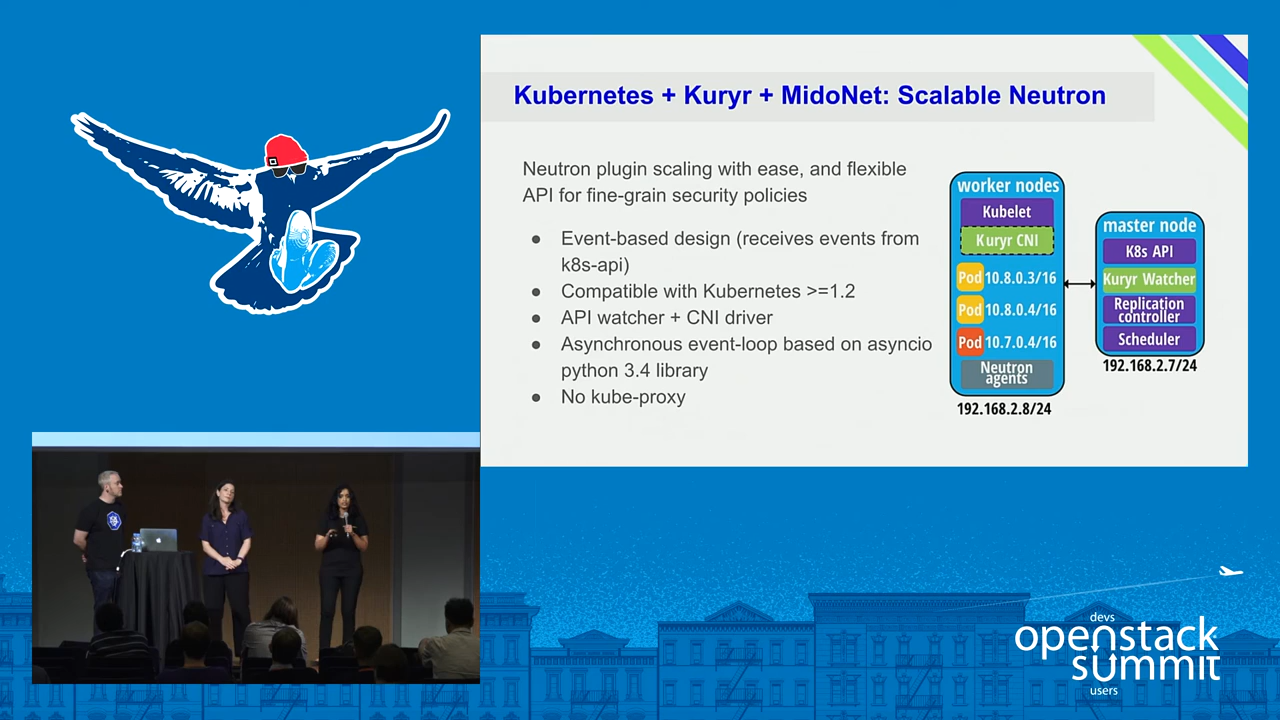 Kubernetes + Kuryr + MidoNet: Scalable Neutron
Neutron plugin scaling with ease, and flexible
API for fine-grain security policies
● Event-based design (receives events from
k8s-api)
● Compatible with Kubernetes >=1.2
● API watcher + CNI driver
● Asynchronous event-loop based on asyncio
python 3.4 library
● No kube-proxy
worker nodes
Kubelet
Kuryr CNI
Pod 10.8.0.3/16
Pod 10.8.0.4/16
Pod 10.7.0.4/16
Neutron
agents
192.168.2.8/24
master node
K8s API
Kuryr Watcher
Replication
controller
Scheduler
192.168.2.7/24
devs
openstack
summit
users